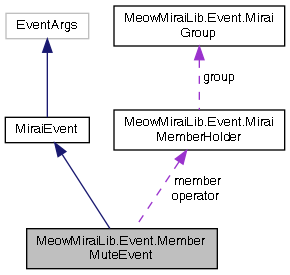 EventArgs
MeowMiraiLib.Event.Mirai
Group
group
MiraiEvent
MeowMiraiLib.Event.Mirai
MemberHolder
member
operator
MeowMiraiLib.Event.Member
MuteEvent